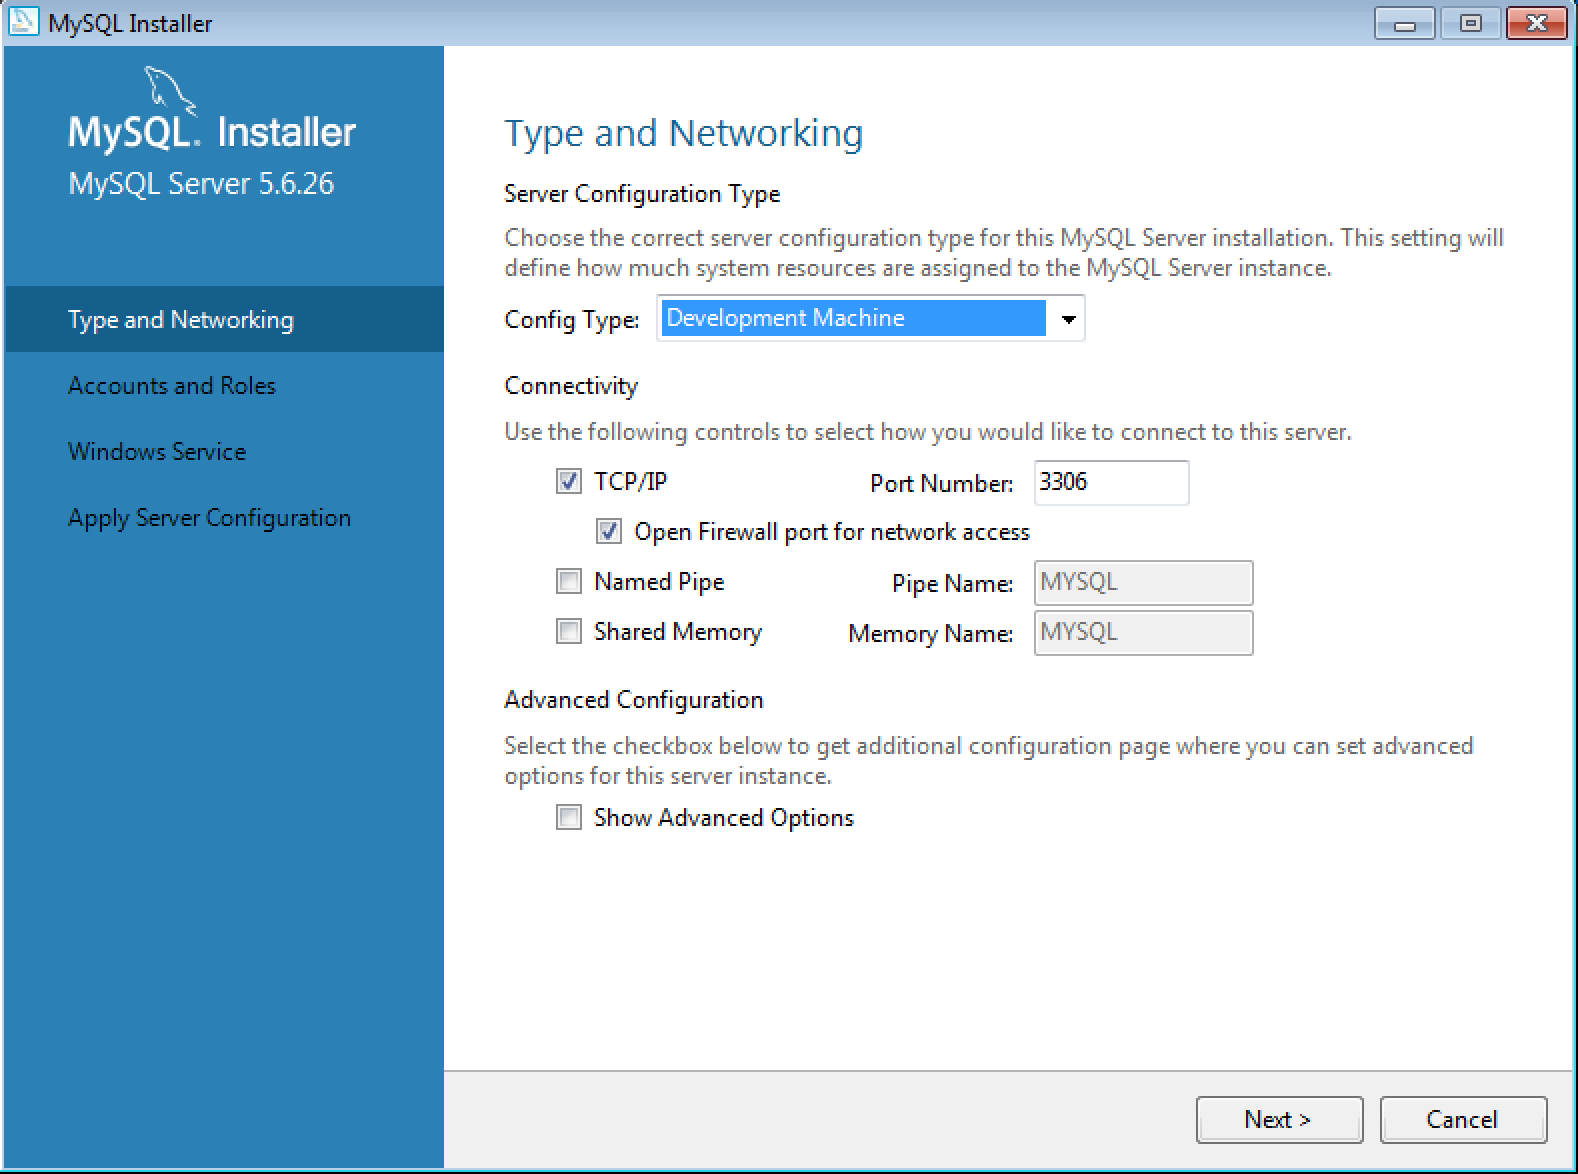 MySQL Installer
MySQL. Installer
MySQL Server 5.6.26
Type and Networking
Accounts and Roles
Windows Service
Apply Server Configuration
Type and Networking
Server Configuration Type
Choose the correct server configuration type for this MySQL Server installation. This setting will
define how much system resources are assigned to the MySQL Server instance.
Config Type: Development Machine
Connectivity
Use the following controls to select how you would like to connect to this server.
TCP/IP Port Number: 3306
Open Firewall port for network access
Named Pipe Pipe Name: MYSQL
Shared Memory Memory Name: MYSQL
Advanced Configuration
Select the checkbox below to get additional configuration page where you can set advanced
options for this server instance.
Show Advanced Options
Next > Cancel